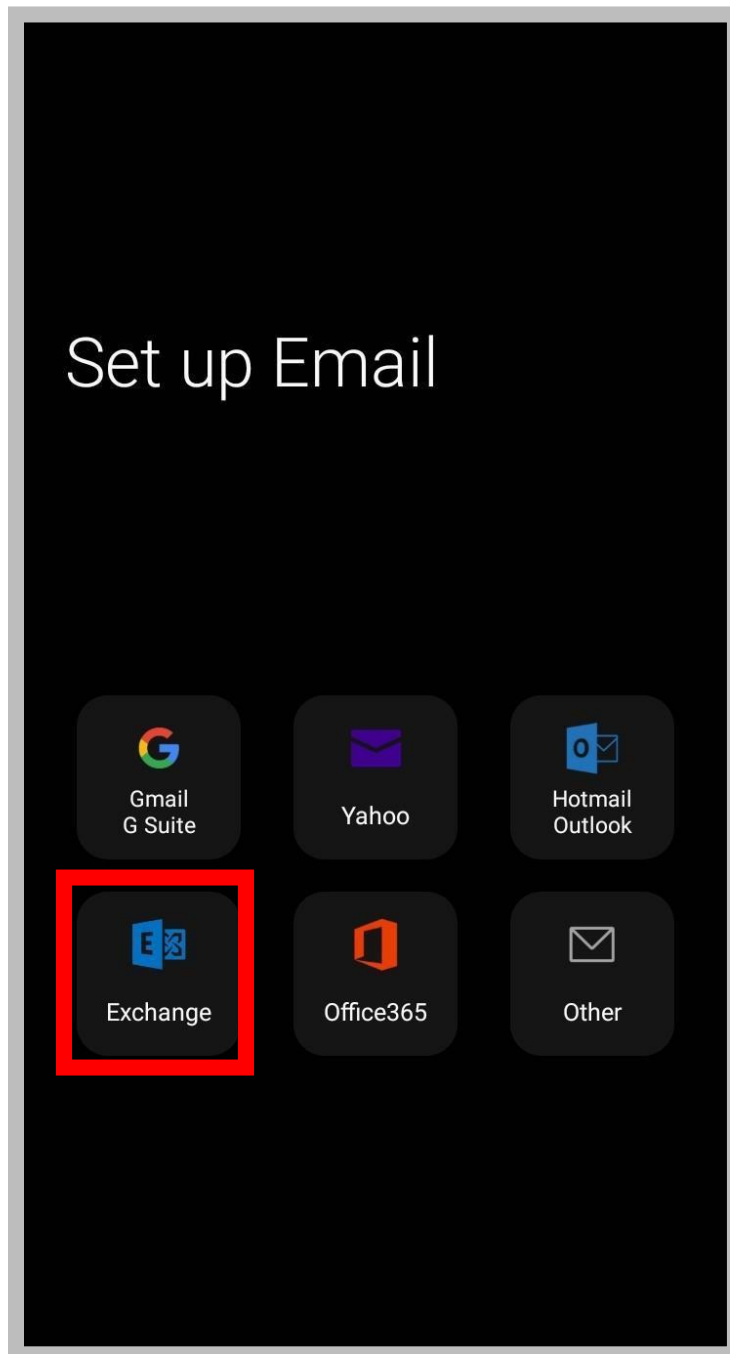 Set up Email
Gmail
G Suite
Yahoo
Hotmail
Outlook
Exchange
Office365
Other